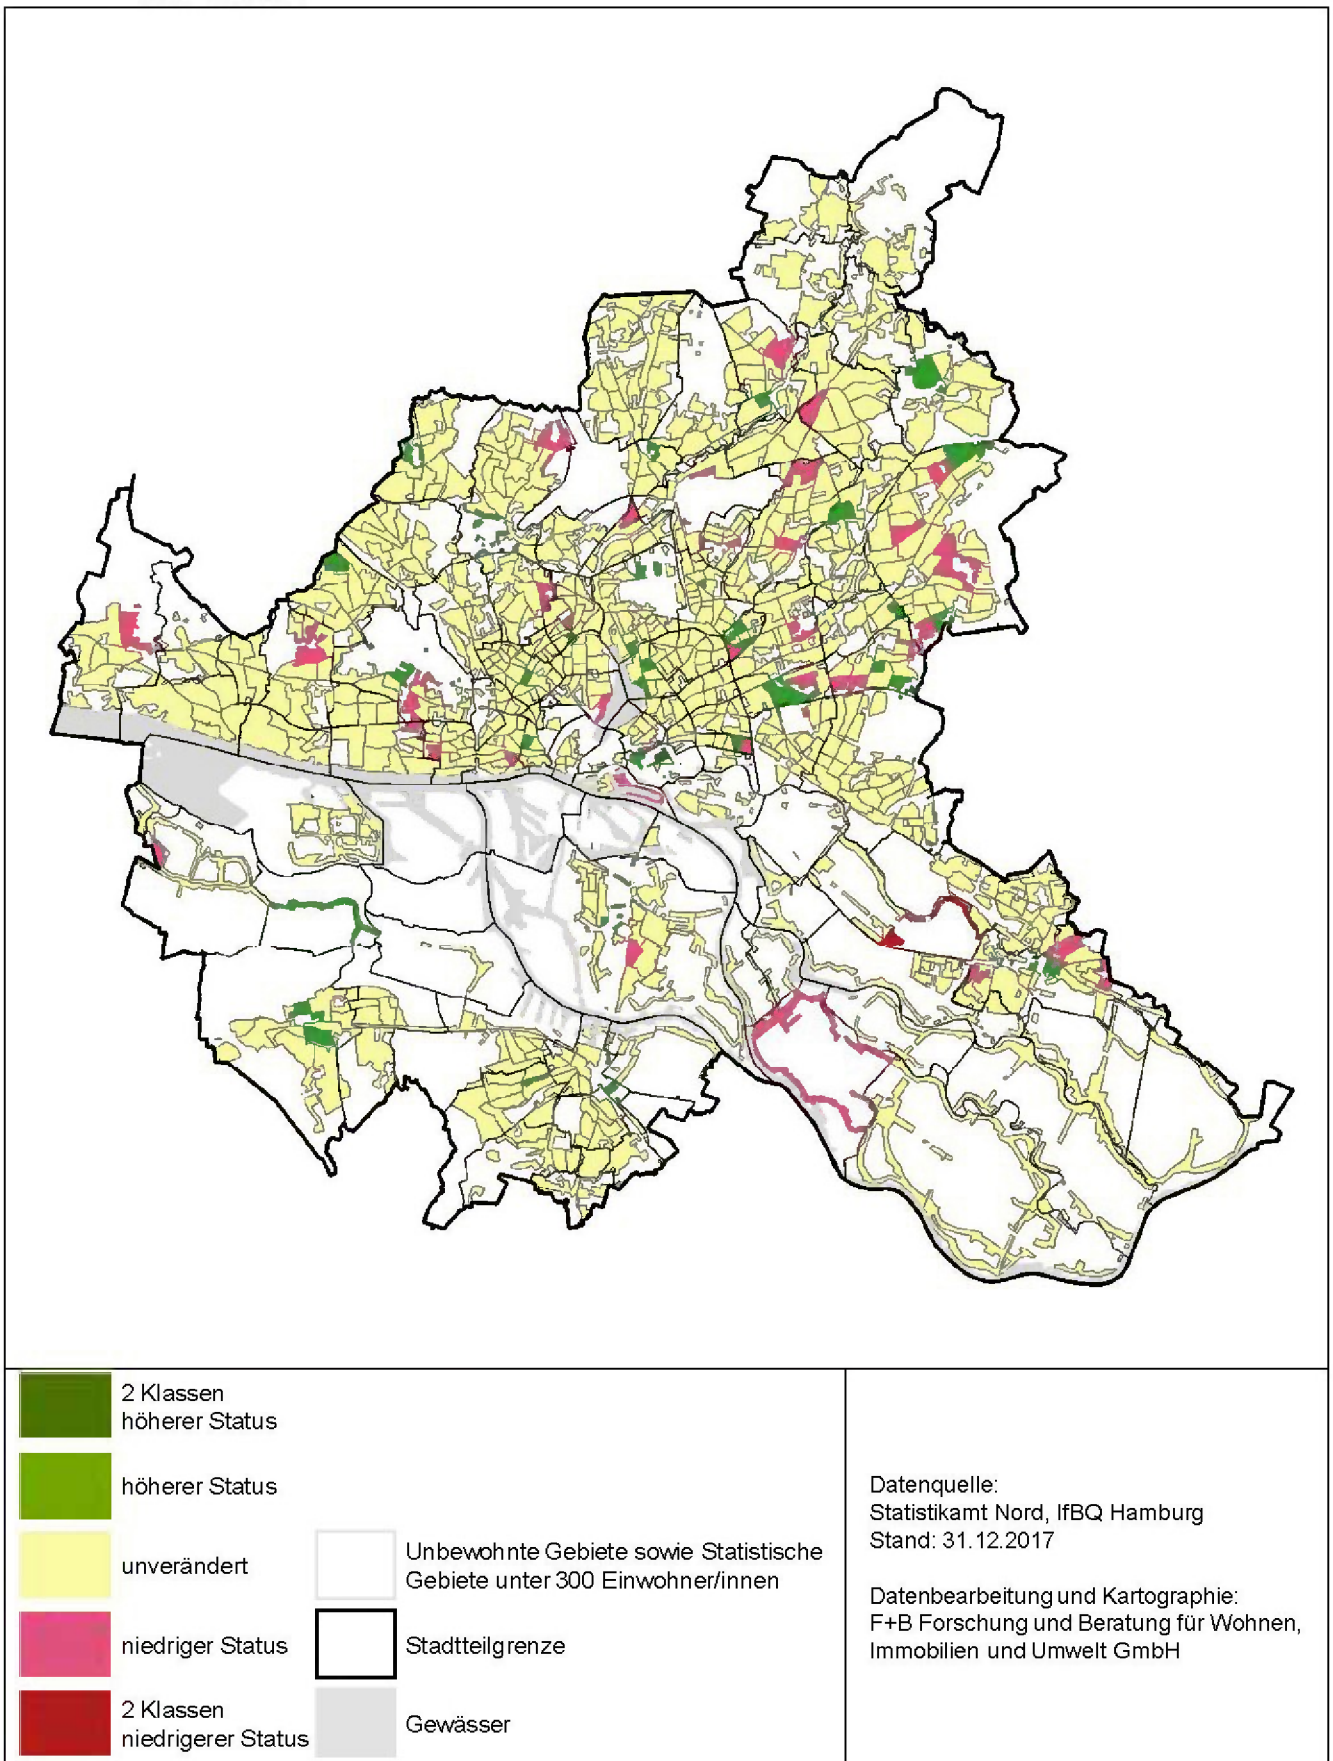 2 Klassen
höherer Status
höherer Status
unverändert
niedriger Status
2 Klassen
niedrigerer Status
Unbewohnte Gebiete sowie Statistische
Gebiete unter 300 Einwohner/innen
Stadtteilgrenze
Gewässer
Datenquelle:
Statistikamt Nord, IfBQ Hamburg
Stand: 31.12.2017
Datenbearbeitung und Kartographie:
F+B Forschung und Beratung für Wohnen,
Immobilien und Umwelt GmbH